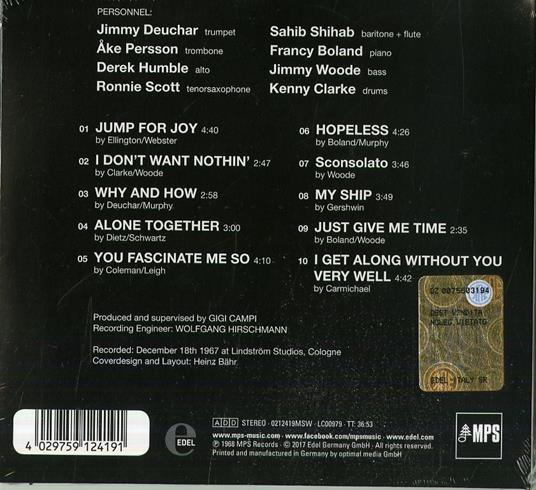 PERSONNEL:
Jimmy Deuchar trumpet
Åke Persson trombone
Derek Humble alto
Ronnie Scott tenorsaxophone
Sahib Shihab baritone + flute
Francy Boland piano
Jimmy Woode bass
Kenny Clarke drums
01 JUMP FOR JOY 4:40
by Ellington/Webster
02 I DON'T WANT NOTHIN' 2:47
by Clarke/Woode
03 WHY AND HOW 2:58
by Deuchar/Murphy
04 ALONE TOGETHER 3:00
by Dietz/Schwartz
05 YOU FASCINATE ME SO 4:10
by Coleman/Leigh
06 HOPELESS 4:26
by Boland/Murphy
07 Sconsolato 3:46
by Woode
08 MY SHIP 3:49
by Gershwin
09 JUST GIVE ME TIME 2:35
by Boland/Woode
10 I GET ALONG WITHOUT YOU
VERY WELL 4:42
by Carmichael
Produced and supervised by GIGI CAMPI
Recording Engineer: WOLFGANG HIRSCHMANN
Recorded: December 18th 1967 at Lindström Studios, Cologne
Coverdesign and Layout: Heinz Bähr
DZ 0075603194
DEST VENDITA
NOLEG VIETATO
EDEL-ITALY SR
4 029759 124191
e
EDEL
ADD STEREO · 0212419MSW · LC00979 · TT: 36:53
www.mps-music.com · www.facebook.com/mpsmusic · www.edel.com
℗ 1968 MPS Records · © 2017 Edel Germany GmbH · All rights reserved.
Printed and manufactured in Germany by optimal media GmbH
MPS